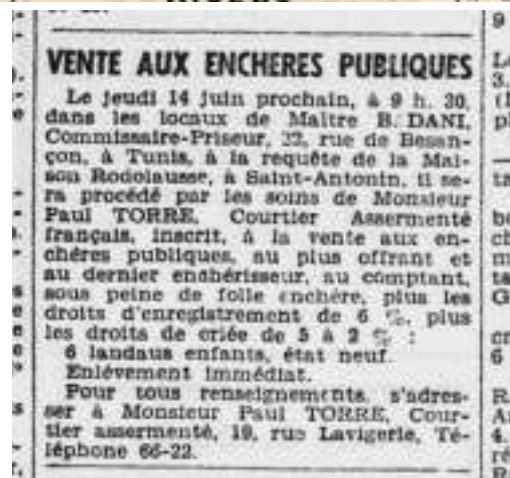 VENTE AUX ENCHERES PUBLIQUES
Le jeudi 14 juin prochain, à 9 h. 30,
dans les locaux de Maître B. DANI,
Commissaire-Priseur, 22, rue de Besan-
çon, à Tunis, à la requête de la Mai-
son Rodolausse, à Saint-Antonin, il se-
ra procédé par les soins de Monsieur
Paul TORRE, Courtier Assermenté
français, inscrit, à la vente aux en-
chères publiques, au plus offrant et
au dernier enchérisseur, au comptant,
sous peine de folle enchère, plus les
droits d'enregistrement de 6 %, plus
les droits de criée de 5 à 2 % :
6 landaus enfants, état neuf.
Enlévement immédiat.
Pour tous renseignements, s'adres-
ser à Monsieur Paul TORRE, Cour-
tier assermenté, 19, rue Lavigerie, Té-
léphone 66-22.